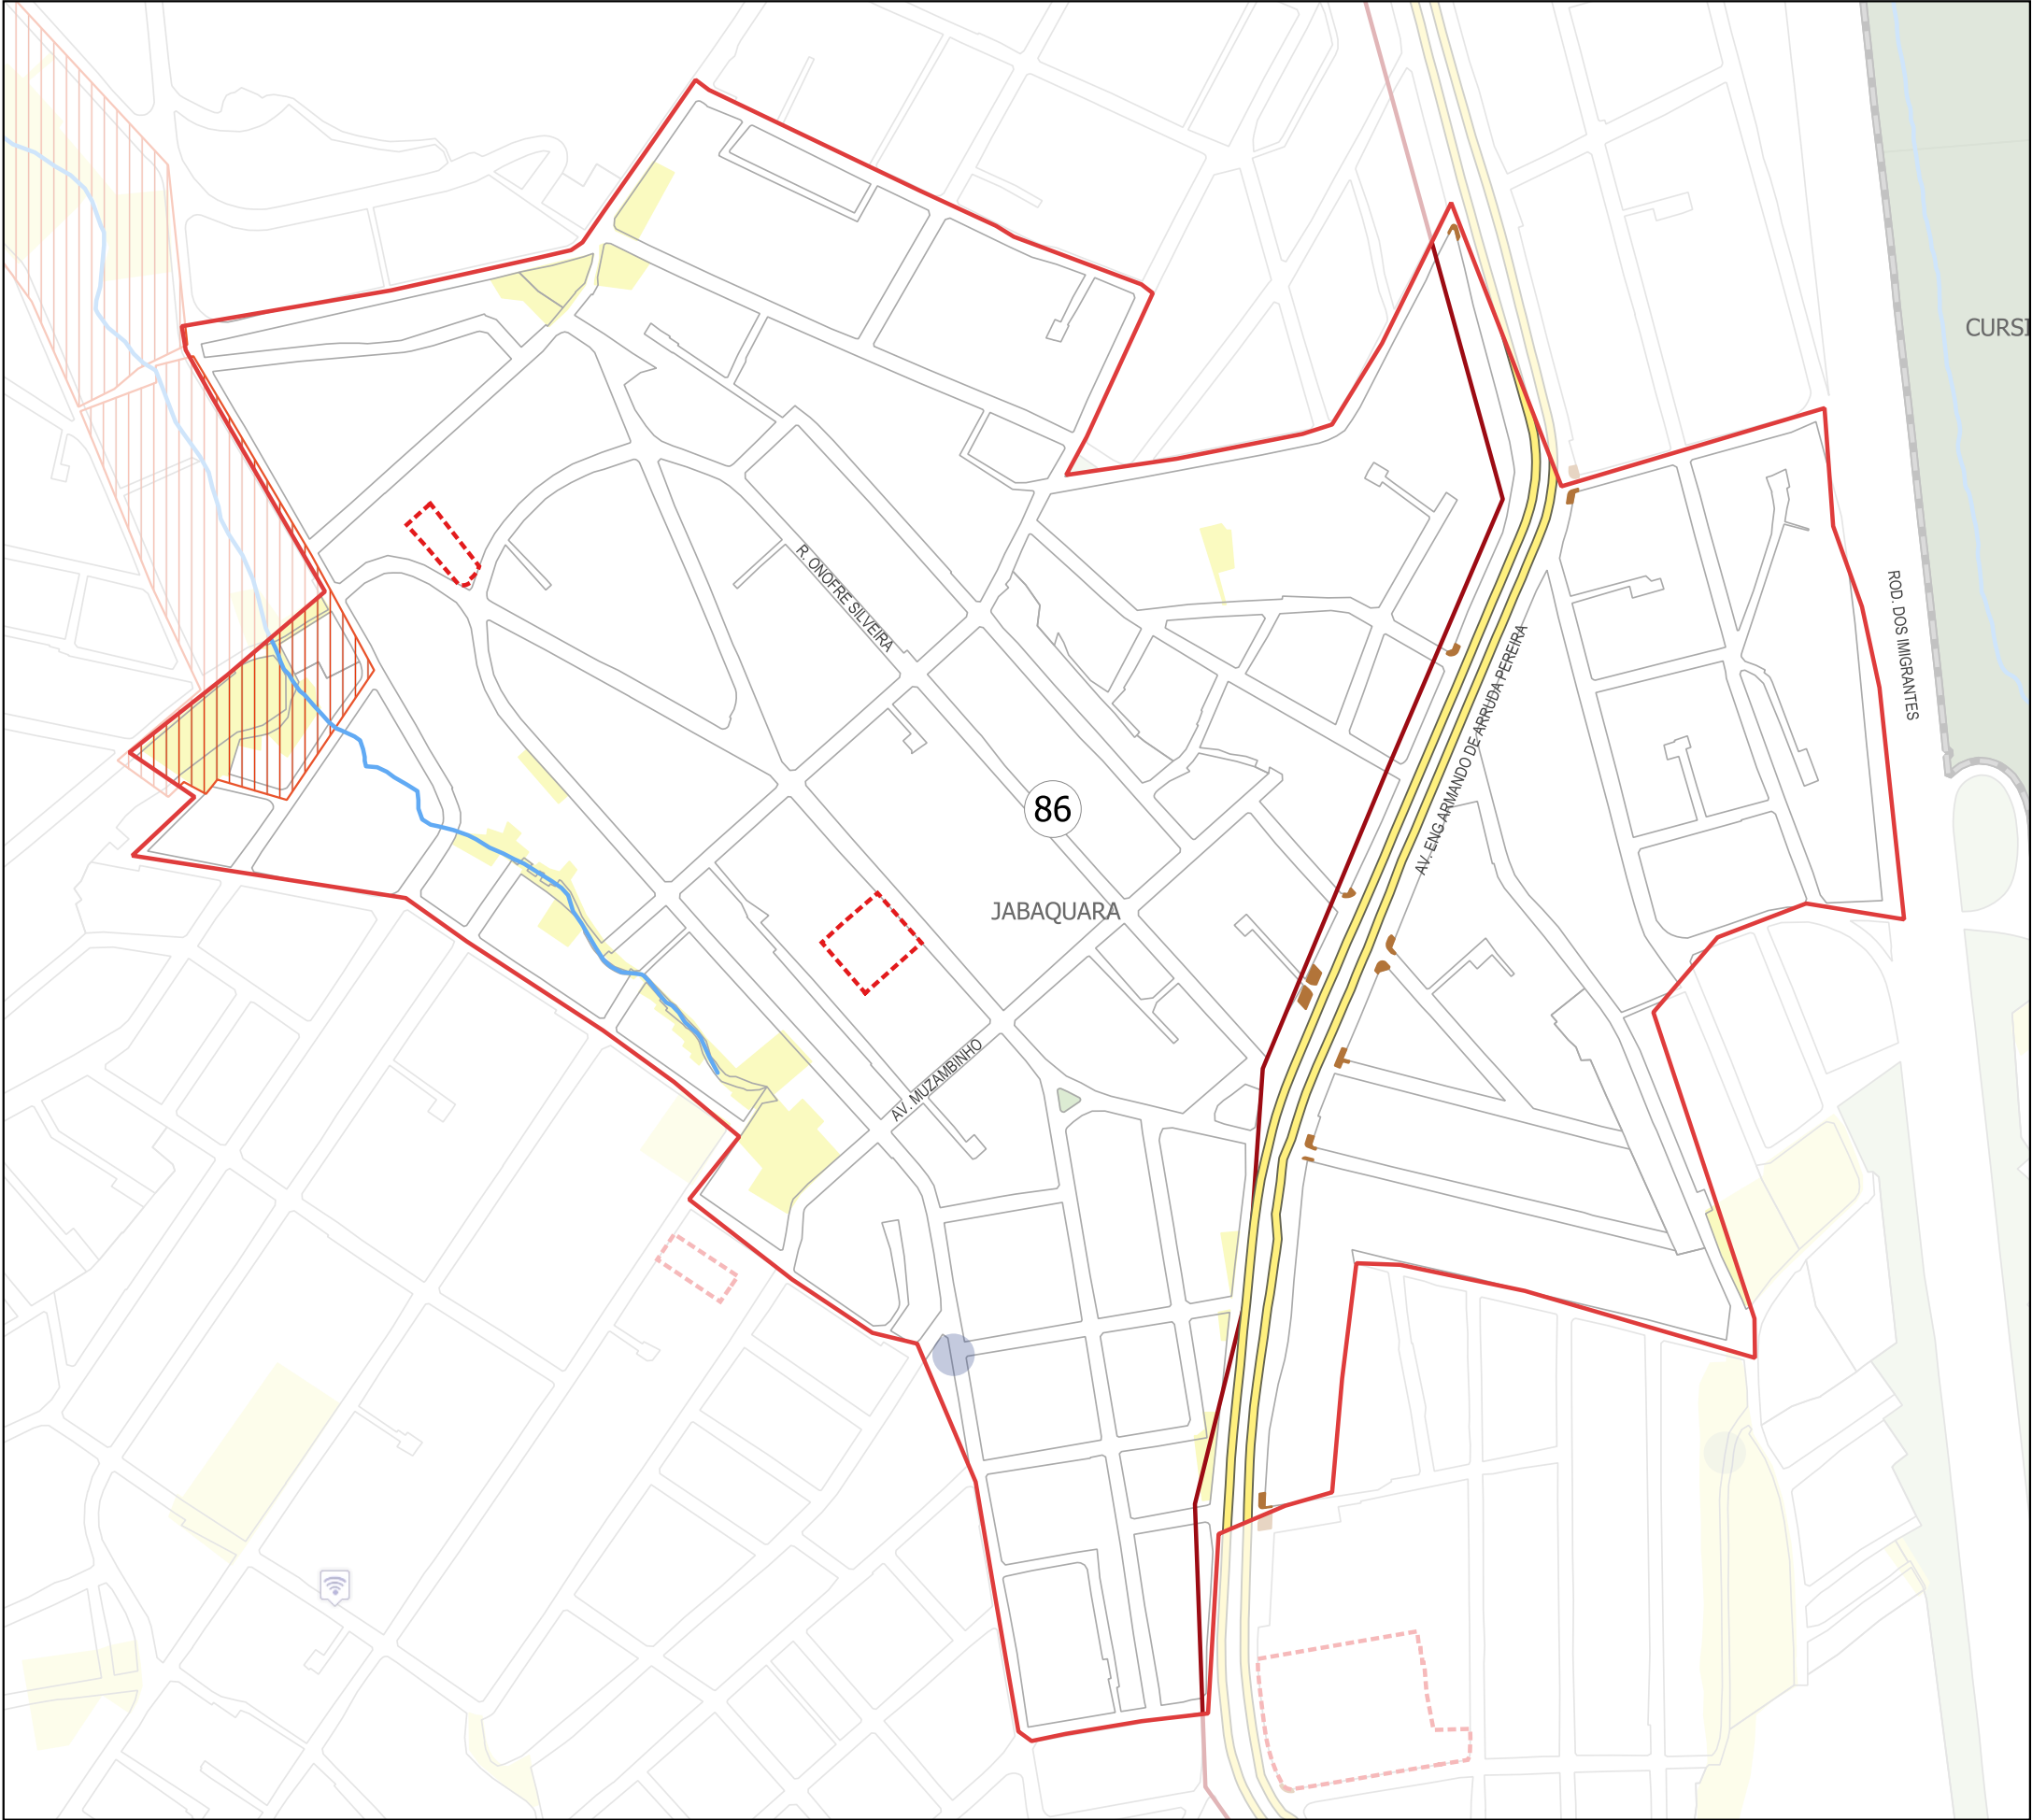 CURSI
R. ONOFRE SILVEIRA
ROD. DOS IMIGRANTES
AV. ENG ARMANDO DE ARRUDA PEREIRA
86
JABAQUARA
AV. MUZAMBINHO